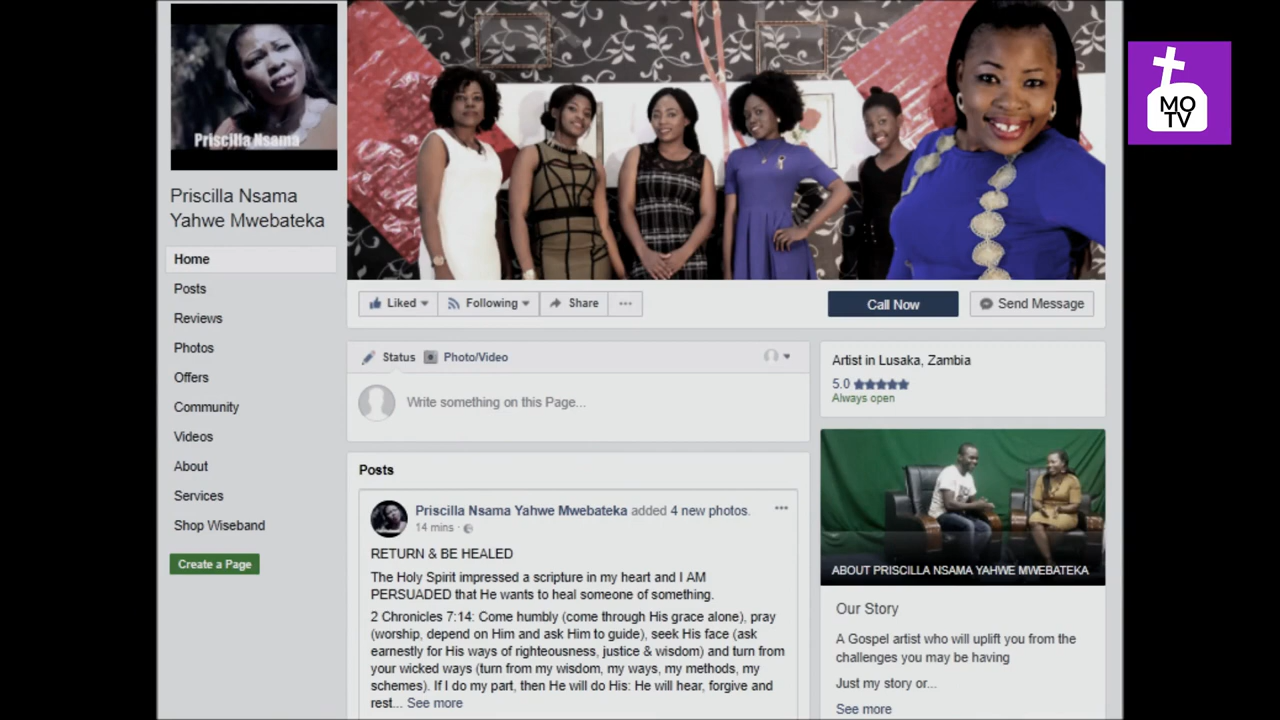 Priscilla Nsama
MO
TV
Priscilla Nsama
Yahwe Mwebateka
Home
Posts
Reviews
Photos
Offers
Community
Videos
About
Services
Shop Wiseband
Create a Page
Liked
Following
Share
...
Call Now
Send Message
Status
Photo/Video
Write something on this Page...
Posts
Priscilla Nsama Yahwe Mwebateka added 4 new photos.
14 mins ·
RETURN & BE HEALED
The Holy Spirit impressed a scripture in my heart and I AM
PERSUADED that He wants to heal someone of something.
2 Chronicles 7:14: Come humbly (come through His grace alone), pray
(worship, depend on Him and ask Him to guide), seek His face (ask
earnestly for His ways of righteousness, justice & wisdom) and turn from
your wicked ways (turn from my wisdom, my ways, my methods, my
schemes). If I do my part, then He will do His: He will hear, forgive and
rest... See more
Artist in Lusaka, Zambia
5.0 ★★★★★
Always open
ABOUT PRISCILLA NSAMA YAHWE MWEBATEKA
Our Story
A Gospel artist who will uplift you from the
challenges you may be having
Just my story or...
See more